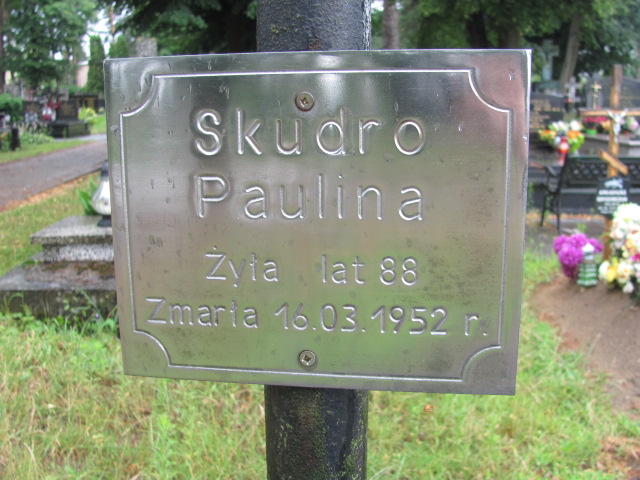 Skudro
Paulina
Żyła lat 88
Zmarła 16.03.1952 r.